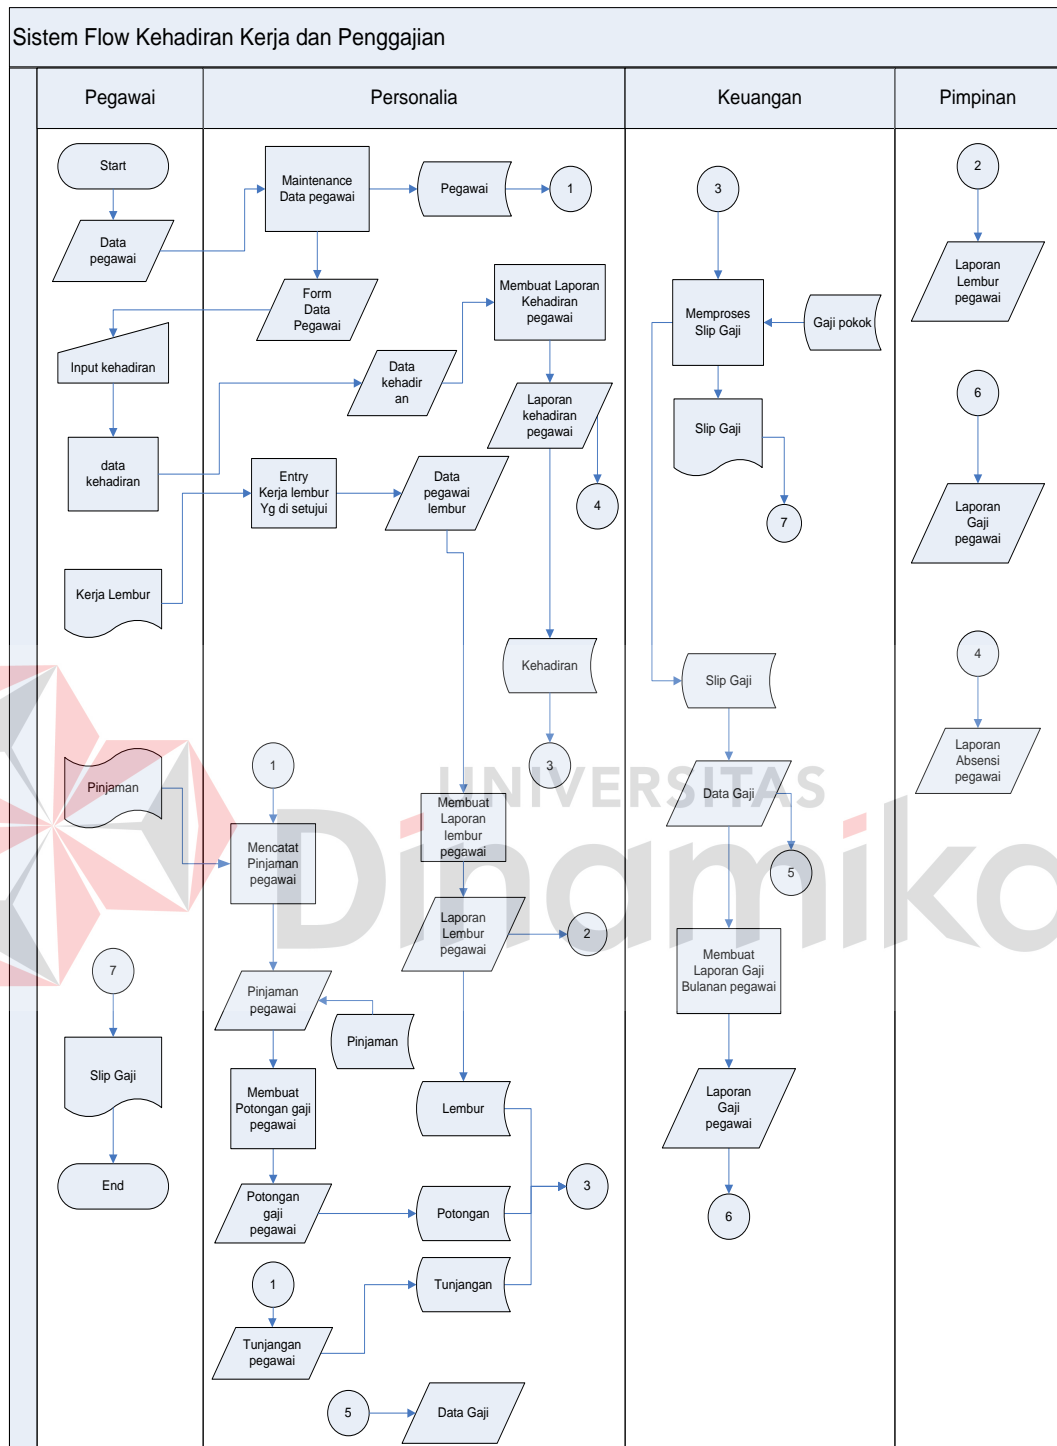 Sistem Flow Kehadiran Kerja dan Penggajian
Pegawai
Personalia
Keuangan
Pimpinan
Start
Data
pegawai
Input kehadiran
data
kehadiran
Kerja Lembur
Pinjaman
7
Slip Gaji
End
Maintenance
Data pegawai
Pegawai
1
Form
Data
Pegawai
Membuat Laporan
Kehadiran
pegawai
Data
kehadir
an
Laporan
kehadiran
pegawai
Entry
Kerja lembur
Yg di setujui
Data
pegawai
lembur
4
Kehadiran
3
1
Mencatat
Pinjaman
pegawai
Membuat
Laporan
lembur
pegawai
Laporan
Lembur
pegawai
2
Pinjaman
pegawai
Pinjaman
Membuat
Potongan gaji
pegawai
Lembur
Potongan
gaji
pegawai
Potongan
3
1
Tunjangan
Tunjangan
pegawai
5
Data Gaji
3
Memproses
Slip Gaji
Gaji pokok
Slip Gaji
7
Slip Gaji
Data Gaji
5
Membuat
Laporan Gaji
Bulanan pegawai
Laporan
Gaji
pegawai
6
2
Laporan
Lembur
pegawai
6
Laporan
Gaji
pegawai
4
Laporan
Absensi
pegawai
UNIVERSITAS
Dinamika